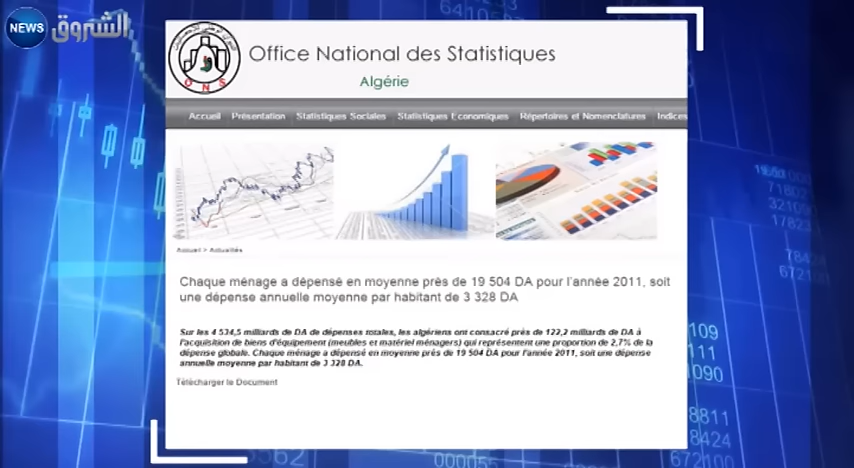 NEWS الشروق
Office National des Statistiques
Algérie
ONS
Accueil Présentation Statistiques Sociales Statistiques Economiques Répertoires et Nomenclatures Indices
Accueil > Actualités
Chaque ménage a dépensé en moyenne près de 19 504 DA pour l'année 2011, soit
une dépense annuelle moyenne par habitant de 3 328 DA
Sur les 4 534,5 milliards de DA de dépenses totales, les algériens ont consacré près de 122,2 milliards de DA à
l'acquisition de biens d'équipement (meubles et matériel ménagers) qui représentent une proportion de 2,7% de la
dépense globale. Chaque ménage a dépensé en moyenne près de 19 504 DA pour l'année 2011, soit une dépense
annuelle moyenne par habitant de 3 328 DA.
Télécharger le Document